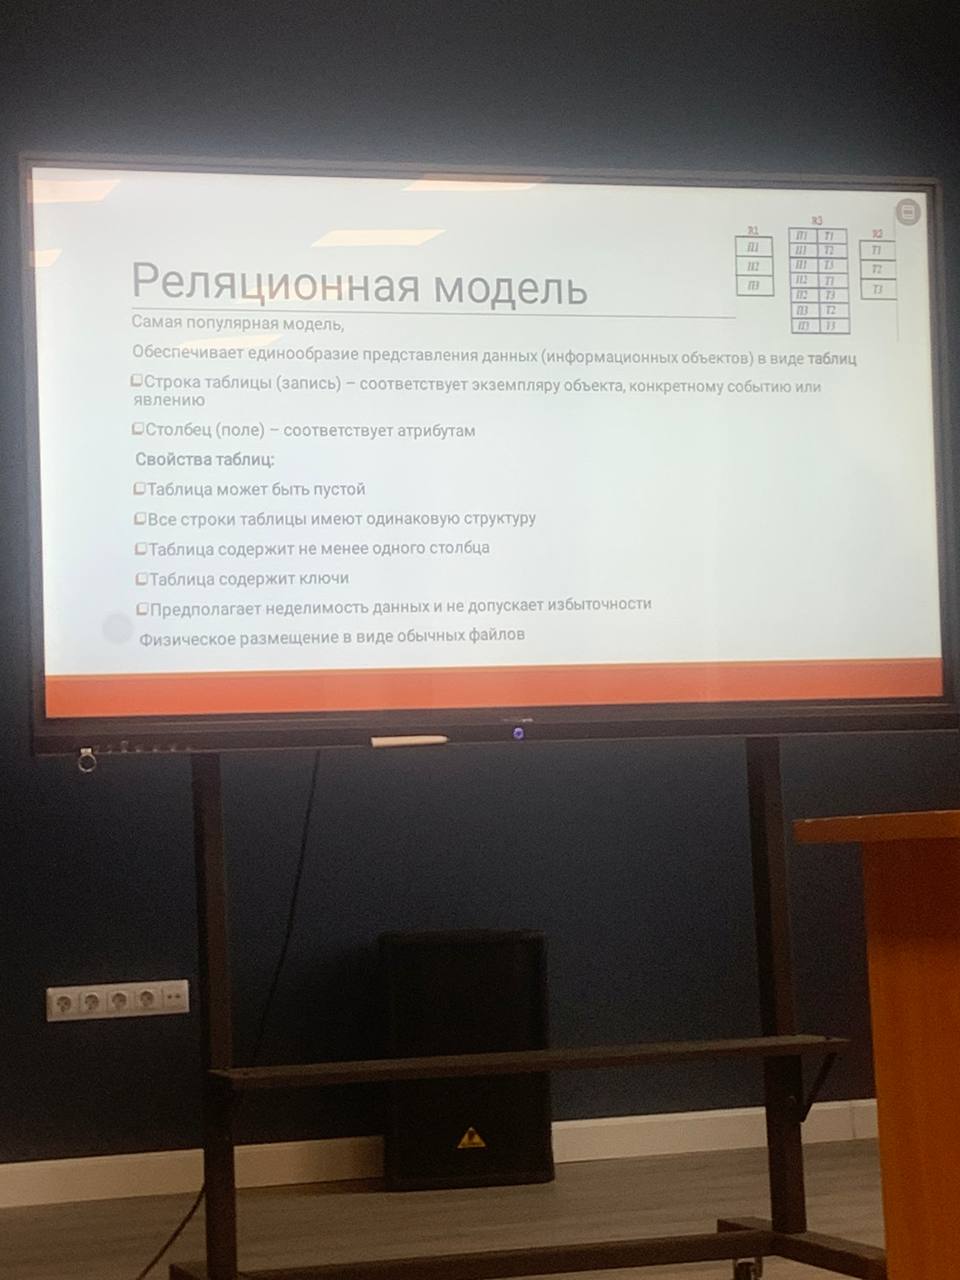 Реляционная модель
Самая популярная модель,
Обеспечивает единообразие представления данных (информационных объектов) в виде таблиц
Строка таблицы (запись) – соответствует экземпляру объекта, конкретному событию или
явлению
Столбец (поле) – соответствует атрибутам
Свойства таблиц:
Таблица может быть пустой
Все строки таблицы имеют одинаковую структуру
Таблица содержит не менее одного столбца
Таблица содержит ключи
Предполагает неделимость данных и не допускает избыточности
Физическое размещение в виде обычных файлов
R1
П1
П2
П3
R3
П1 T1
П1 T2
П1 T3
П2 T1
П2 T3
П3 T2
П3 T3
R2
T1
T2
T3